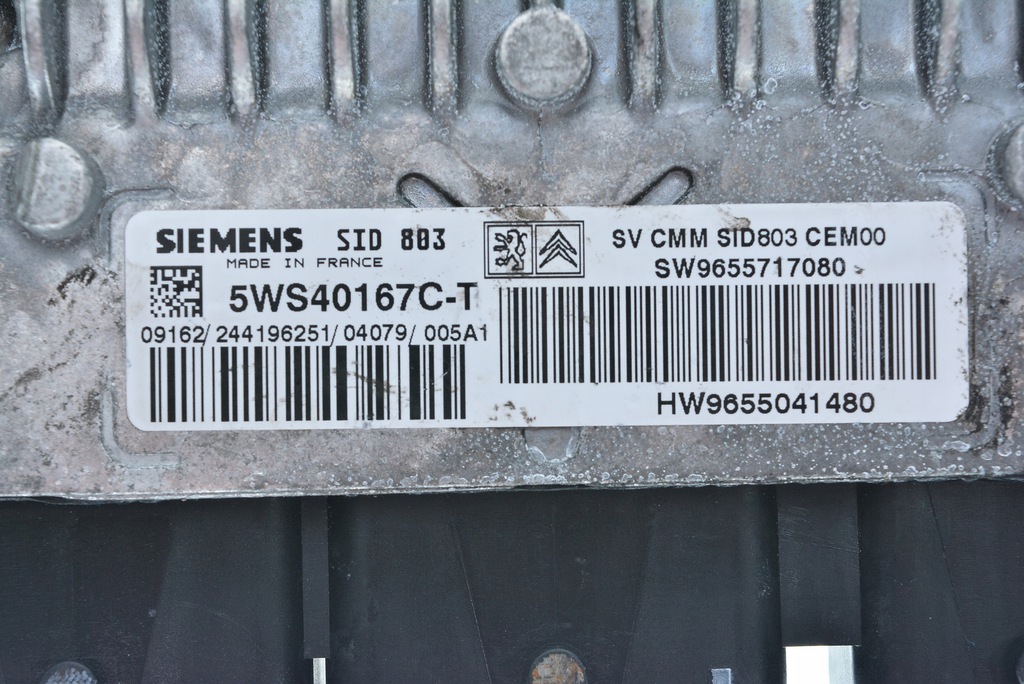 SIEMENS SID 803
MADE IN FRANCE
5WS40167C-T
09162/ 244196251/ 04079/ 005A1
SV CMM SID803 CEM00
SW9655717080
HW9655041480